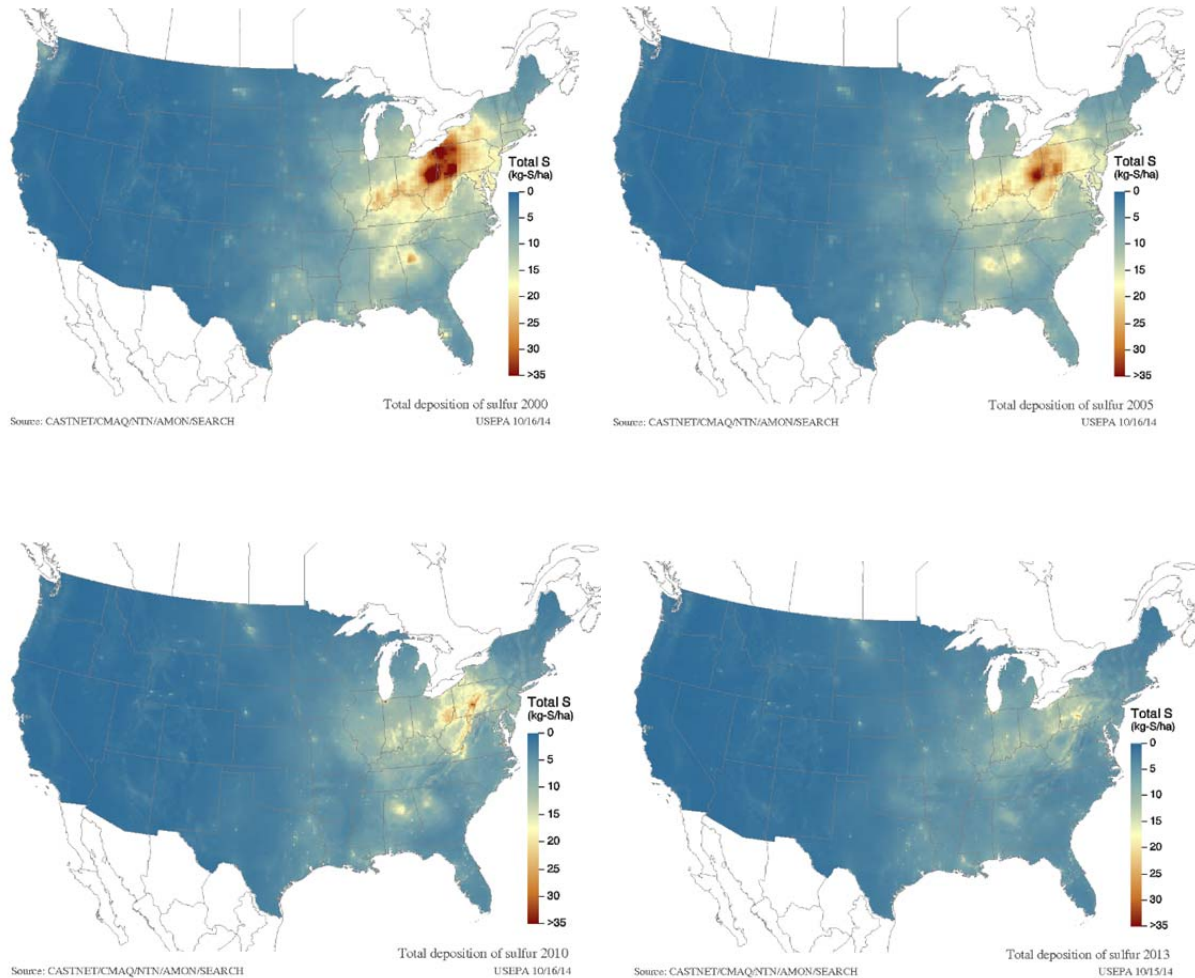 Total S
(kg-S/ha)
0
5
10
15
20
25
30
>35
Total deposition of sulfur 2000
Source: CASTNET/CMAQ/NTN/AMON/SEARCH
USEPA 10/16/14
Total S
(kg-S/ha)
0
5
10
15
20
25
30
>35
Total deposition of sulfur 2005
Source: CASTNET/CMAQ/NTN/AMON/SEARCH
USEPA 10/16/14
Total S
(kg-S/ha)
0
5
10
15
20
25
30
>35
Total deposition of sulfur 2010
Source: CASTNET/CMAQ/NTN/AMON/SEARCH
USEPA 10/16/14
Total S
(kg-S/ha)
0
5
10
15
20
25
30
>35
Total deposition of sulfur 2013
Source: CASTNET/CMAQ/NTN/AMON/SEARCH
USEPA 10/15/14